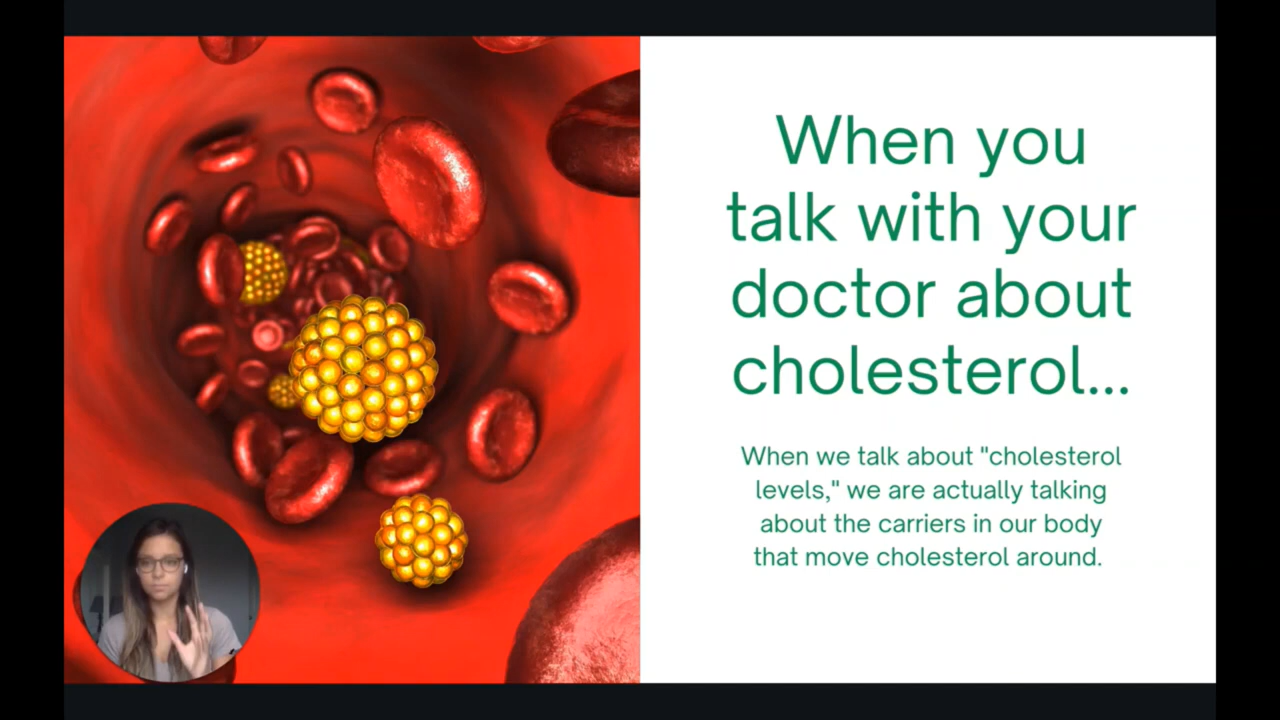 When you
talk with your
doctor about
cholesterol...
When we talk about "cholesterol
levels," we are actually talking
about the carriers in our body
that move cholesterol around.